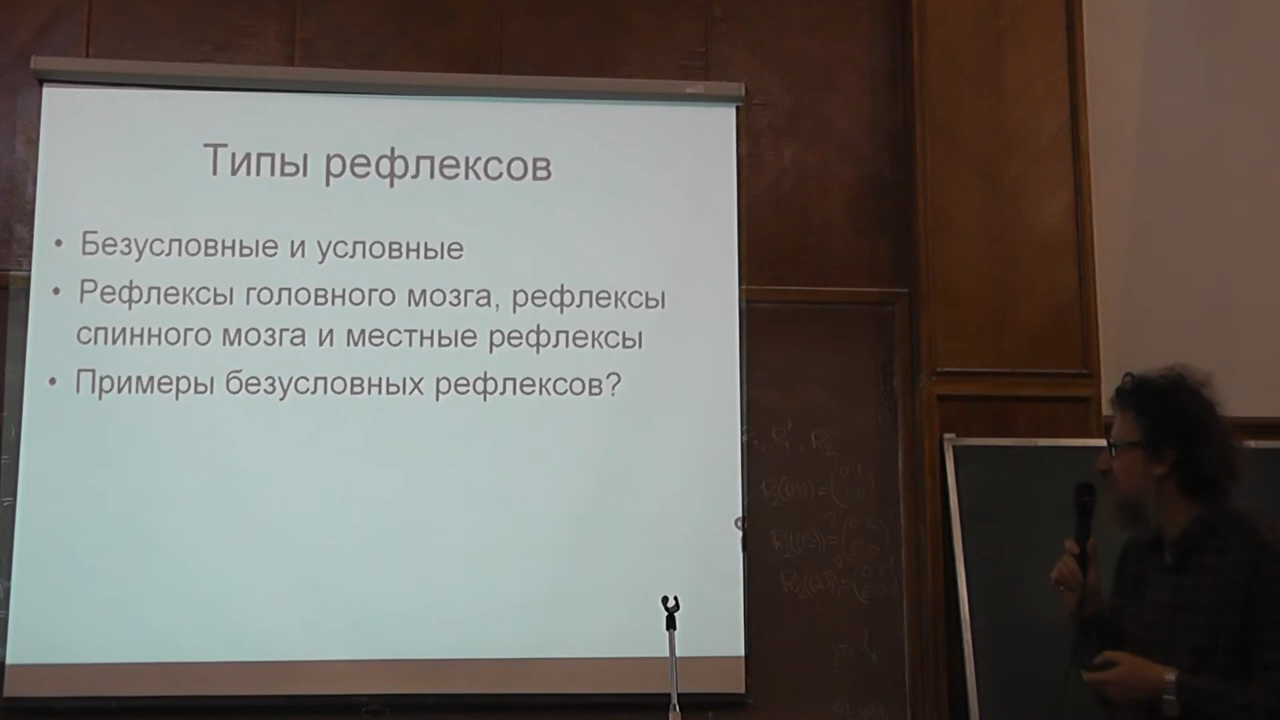 Типы рефлексов
• Безусловные и условные
• Рефлексы головного мозга, рефлексы
спинного мозга и местные рефлексы
• Примеры безусловных рефлексов?